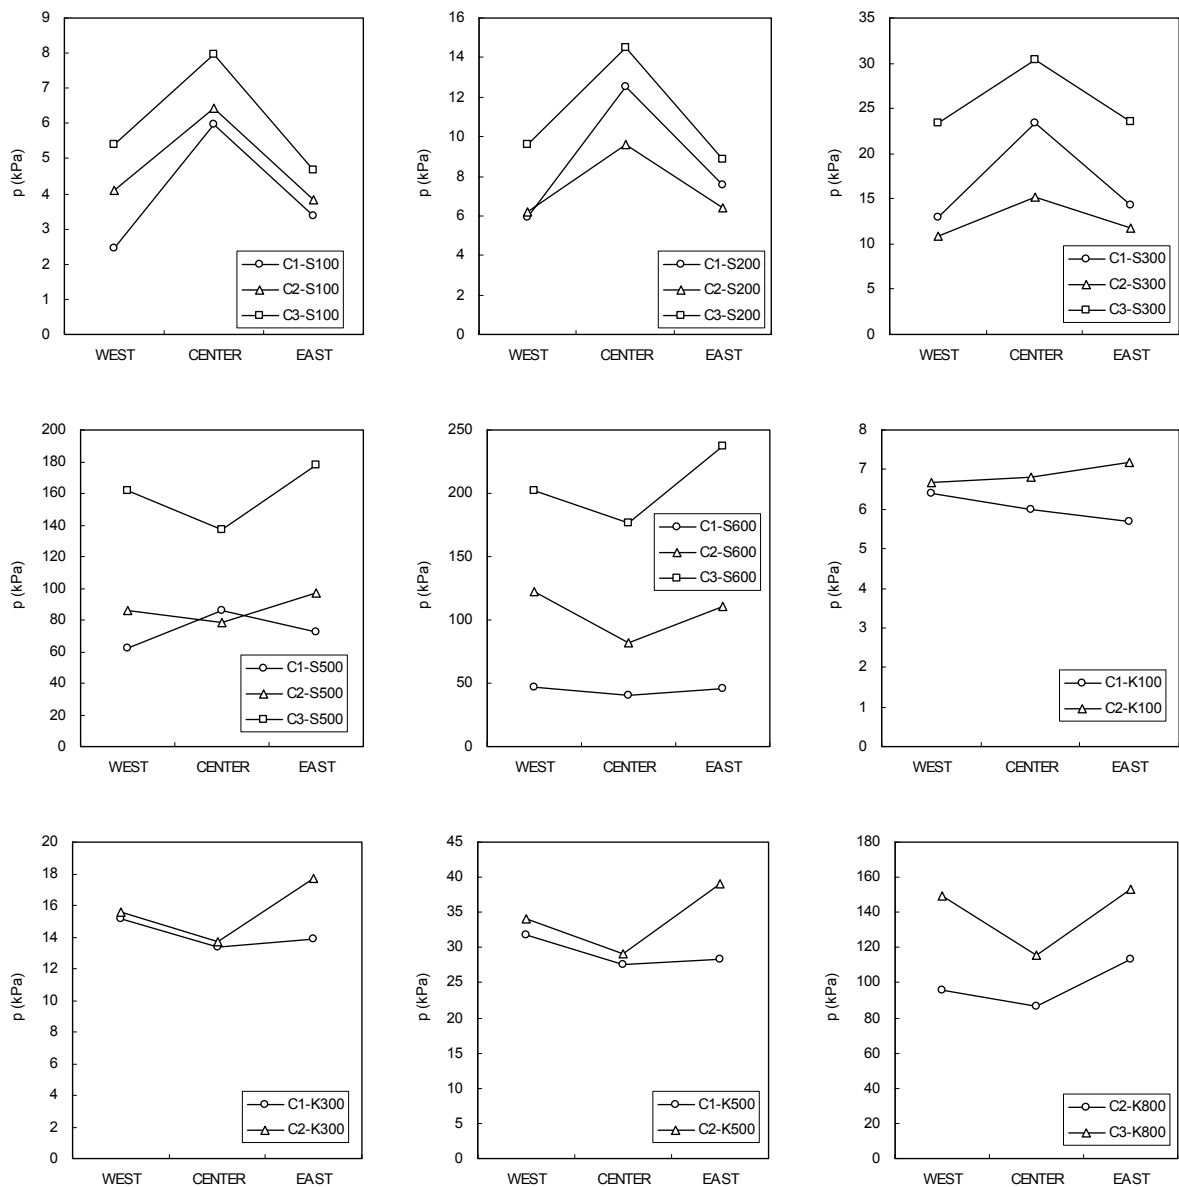 9
8
7
6
5
4
3
2
1
0
p (kPa)
C1-S100
C2-S100
C3-S100
WEST CENTER EAST
16
14
12
10
8
6
4
2
0
p (kPa)
C1-S200
C2-S200
C3-S200
WEST CENTER EAST
35
30
25
20
15
10
5
0
p (kPa)
C1-S300
C2-S300
C3-S300
WEST CENTER EAST
200
180
160
140
120
100
80
60
40
20
0
p (kPa)
C1-S500
C2-S500
C3-S500
WEST CENTER EAST
250
200
150
100
50
0
p (kPa)
C1-S600
C2-S600
C3-S600
WEST CENTER EAST
8
7
6
5
4
3
2
1
0
p (kPa)
C1-K100
C2-K100
WEST CENTER EAST
20
18
16
14
12
10
8
6
4
2
0
p (kPa)
C1-K300
C2-K300
WEST CENTER EAST
45
40
35
30
25
20
15
10
5
0
p (kPa)
C1-K500
C2-K500
WEST CENTER EAST
180
160
140
120
100
80
60
40
20
0
p (kPa)
C2-K800
C3-K800
WEST CENTER EAST